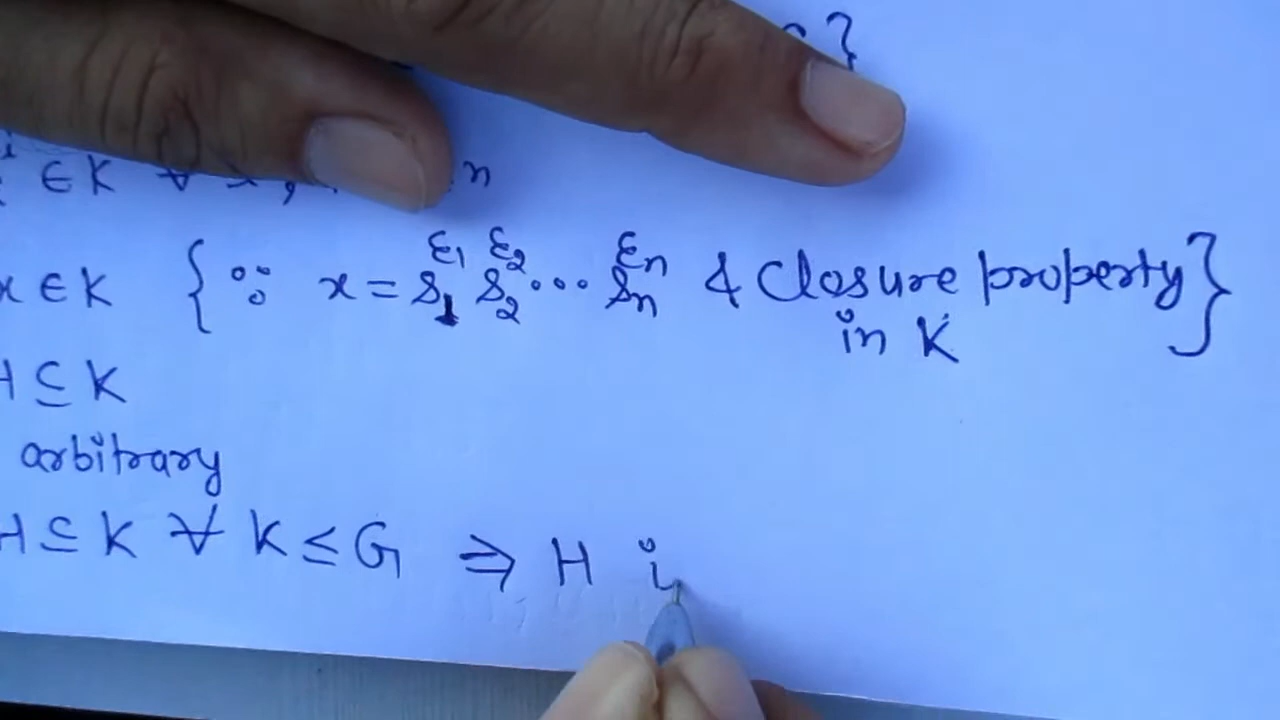 }
∈ K ∀ n
x ∈ K { ∵ x = s₁^ε₁ s₂^ε₂ ... sₙ^εₙ & Closure property }
in K
H ⊆ K
arbitrary
H ⊆ K ∀ K ≤ G ⇒ H i